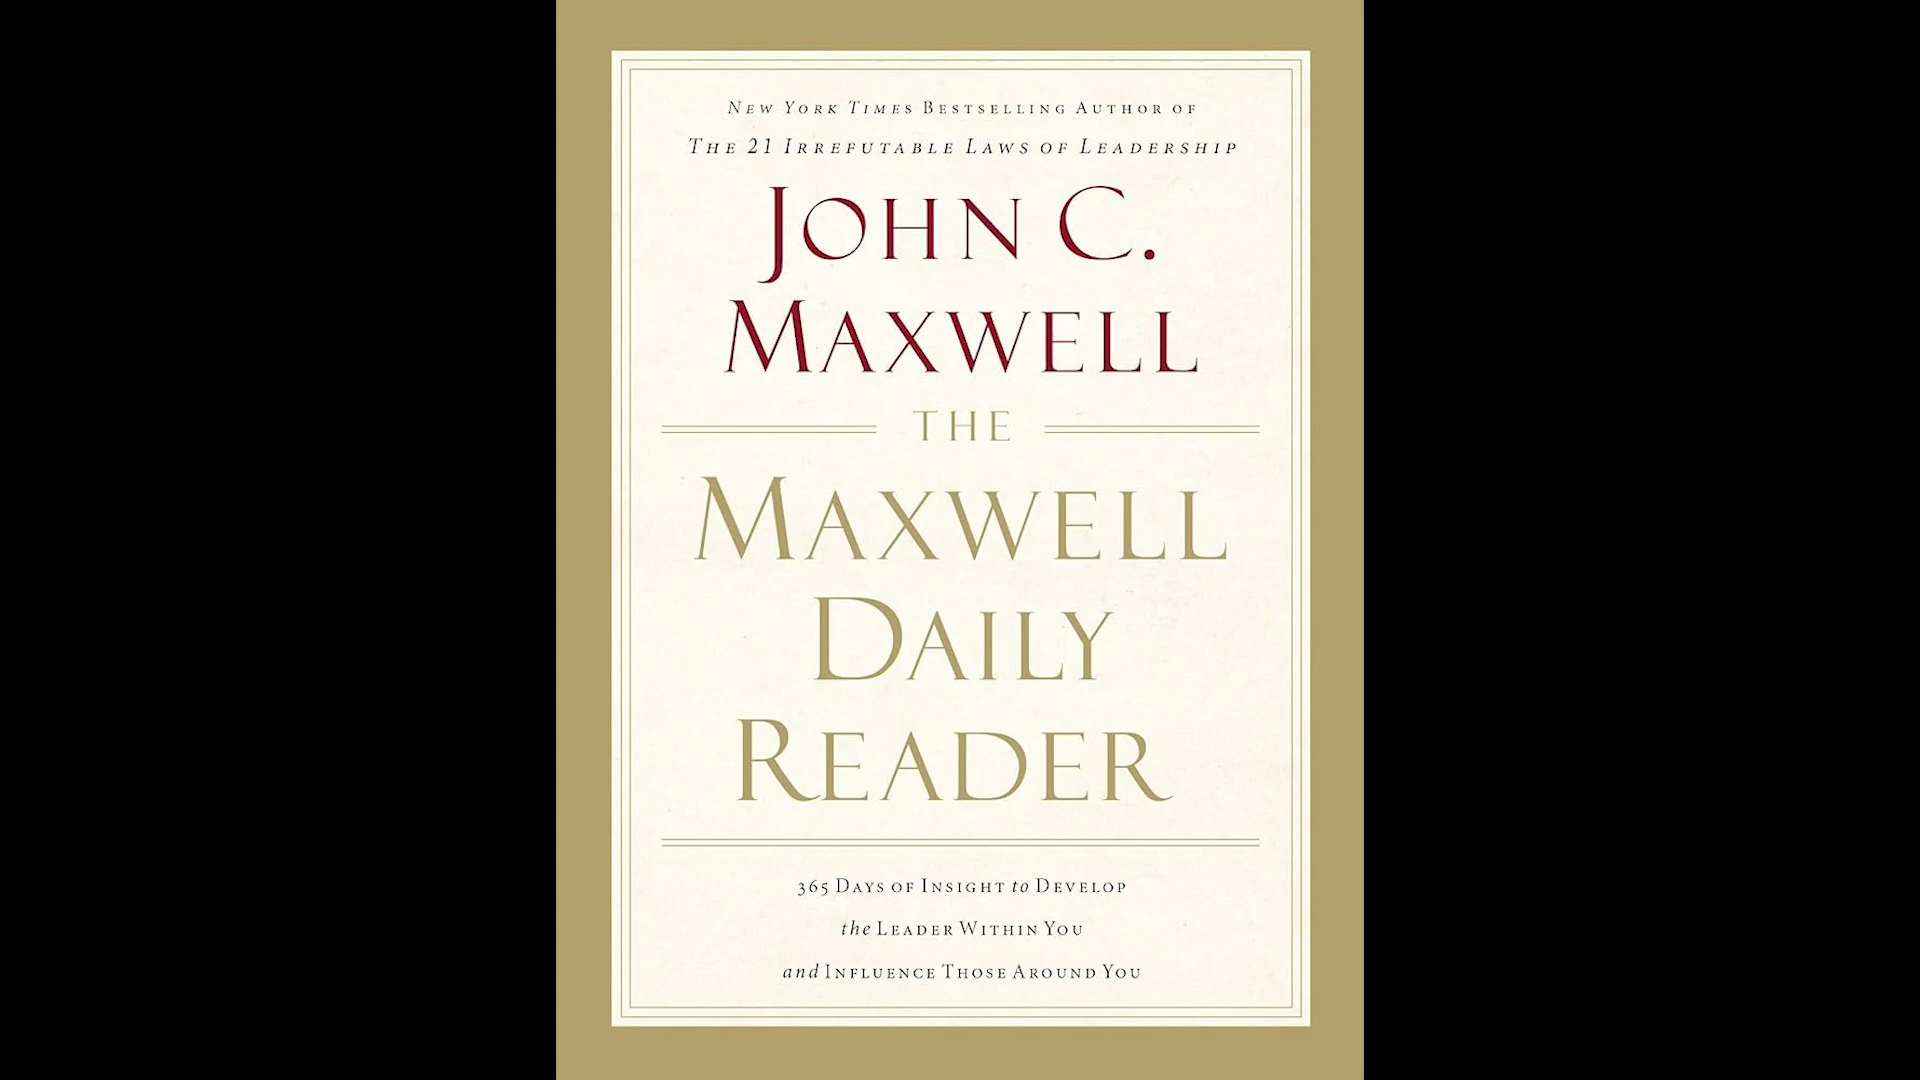 New York Times Bestselling Author of
The 21 Irrefutable Laws of Leadership
John C.
Maxwell
The
Maxwell
Daily
Reader
365 Days of Insight to Develop
the Leader Within You
and Influence Those Around You